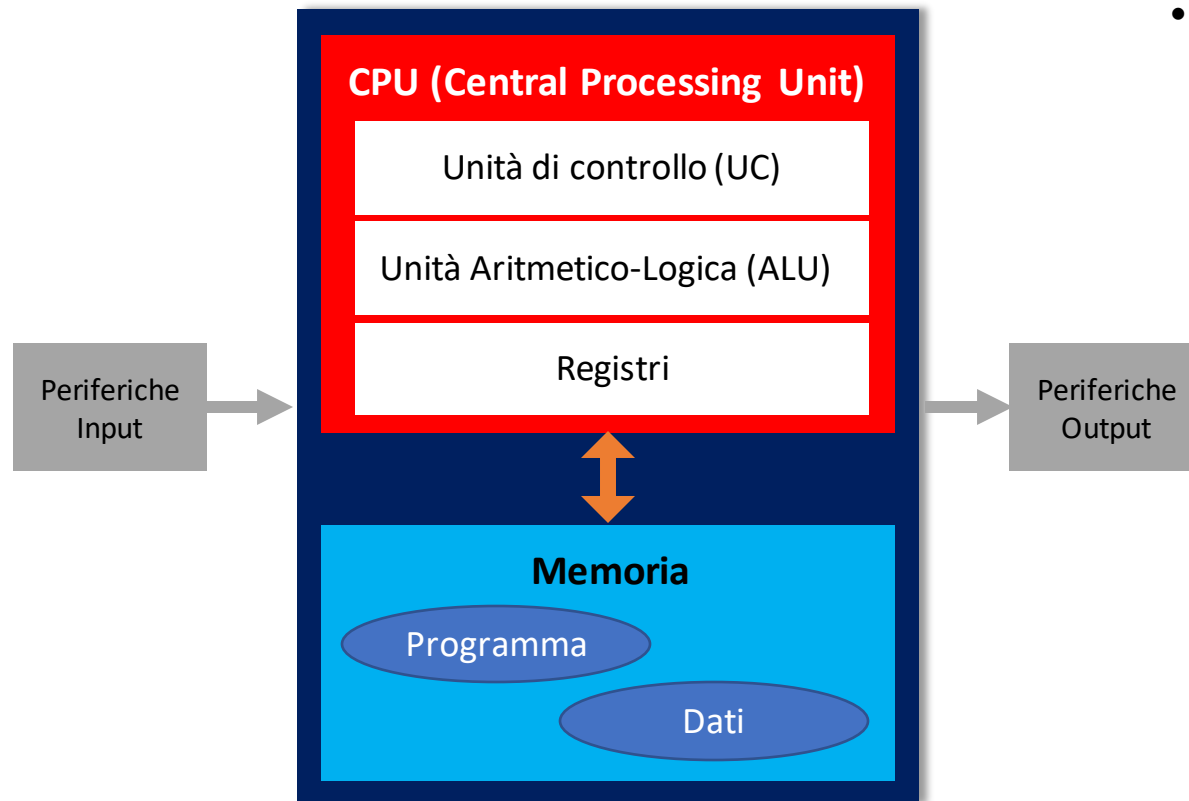 •
CPU (Central Processing Unit)
Unità di controllo (UC)
Unità Aritmetico-Logica (ALU)
Registri
Periferiche
Input
Periferiche
Output
Memoria
Programma
Dati